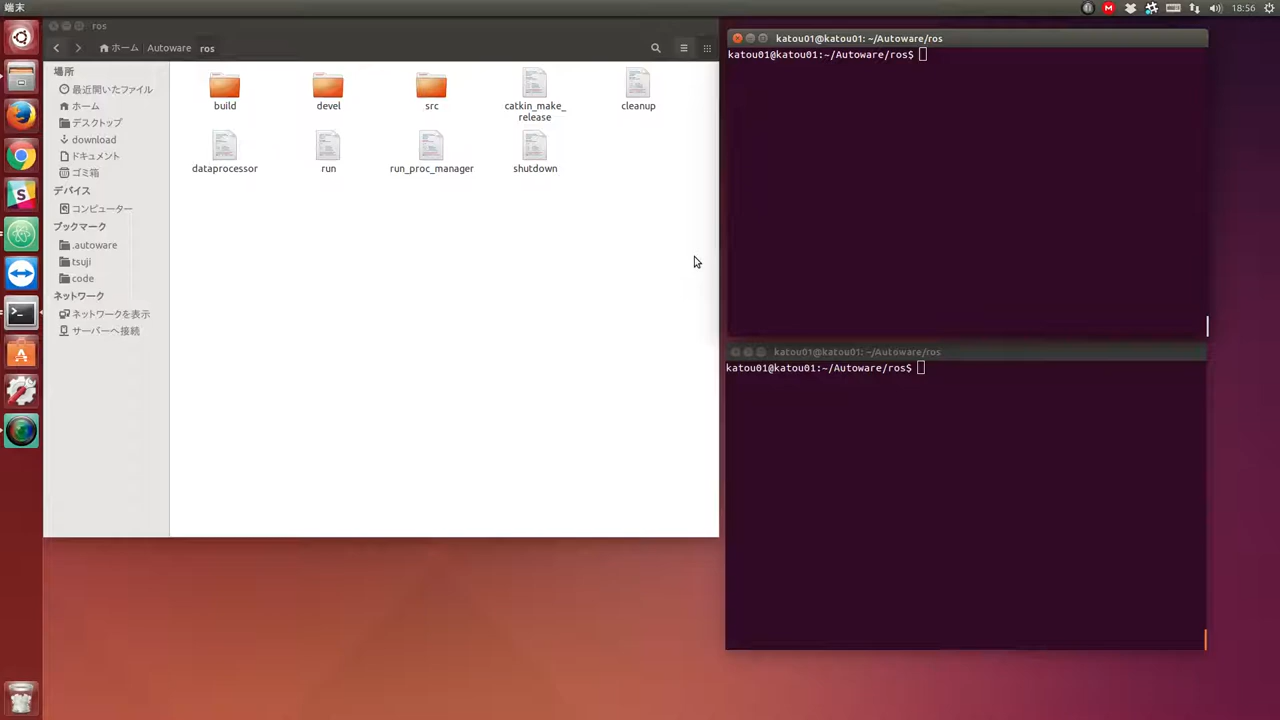 端末
18:56
ros
ホーム Autoware ros
場所
最近開いたファイル
ホーム
デスクトップ
download
ドキュメント
ゴミ箱
デバイス
コンピューター
ブックマーク
.autoware
tsuji
code
ネットワーク
ネットワークを表示
サーバーへ接続
build
devel
src
catkin_make_
release
cleanup
dataprocessor
run
run_proc_manager
shutdown
katou01@katou01: ~/Autoware/ros
katou01@katou01:~/Autoware/ros$
katou01@katou01: ~/Autoware/ros
katou01@katou01:~/Autoware/ros$